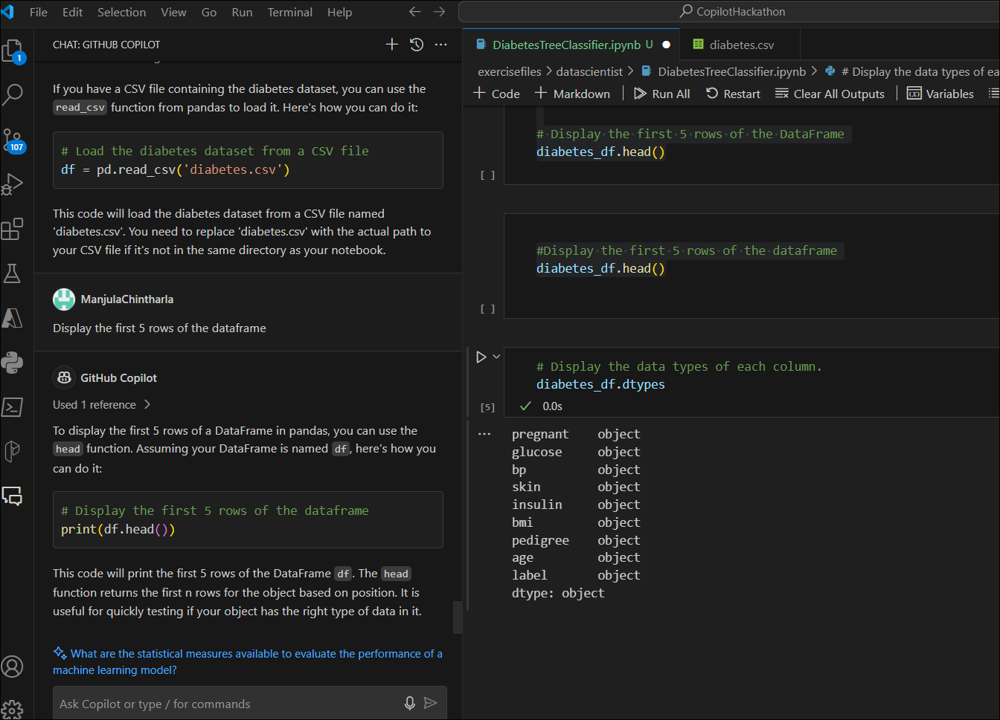 File Edit Selection View Go Run Terminal Help
CopilotHackathon
1
107
CHAT: GITHUB COPILOT
If you have a CSV file containing the diabetes dataset, you can use the
read_csv function from pandas to load it. Here's how you can do it:
# Load the diabetes dataset from a CSV file
df = pd.read_csv('diabetes.csv')
This code will load the diabetes dataset from a CSV file named
'diabetes.csv'. You need to replace 'diabetes.csv' with the actual path to
your CSV file if it's not in the same directory as your notebook.
ManjulaChintharla
Display the first 5 rows of the dataframe
GitHub Copilot
Used 1 reference
To display the first 5 rows of a DataFrame in pandas, you can use the
head function. Assuming your DataFrame is named df, here's how you
can do it:
# Display the first 5 rows of the dataframe
print(df.head())
This code will print the first 5 rows of the DataFrame df. The head
function returns the first n rows for the object based on position. It is
useful for quickly testing if your object has the right type of data in it.
What are the statistical measures available to evaluate the performance of a
machine learning model?
Ask Copilot or type / for commands
DiabetesTreeClassifier.ipynb U
diabetes.csv
exercisefiles > datascientist > DiabetesTreeClassifier.ipynb > # Display the data types of ea
+ Code + Markdown Run All Restart Clear All Outputs Variables
# Display the first 5 rows of the DataFrame
diabetes_df.head()
[ ]
#Display the first 5 rows of the dataframe
diabetes_df.head()
[ ]
# Display the data types of each column.
diabetes_df.dtypes
[5] 0.0s
... pregnant object
glucose object
bp object
skin object
insulin object
bmi object
pedigree object
age object
label object
dtype: object